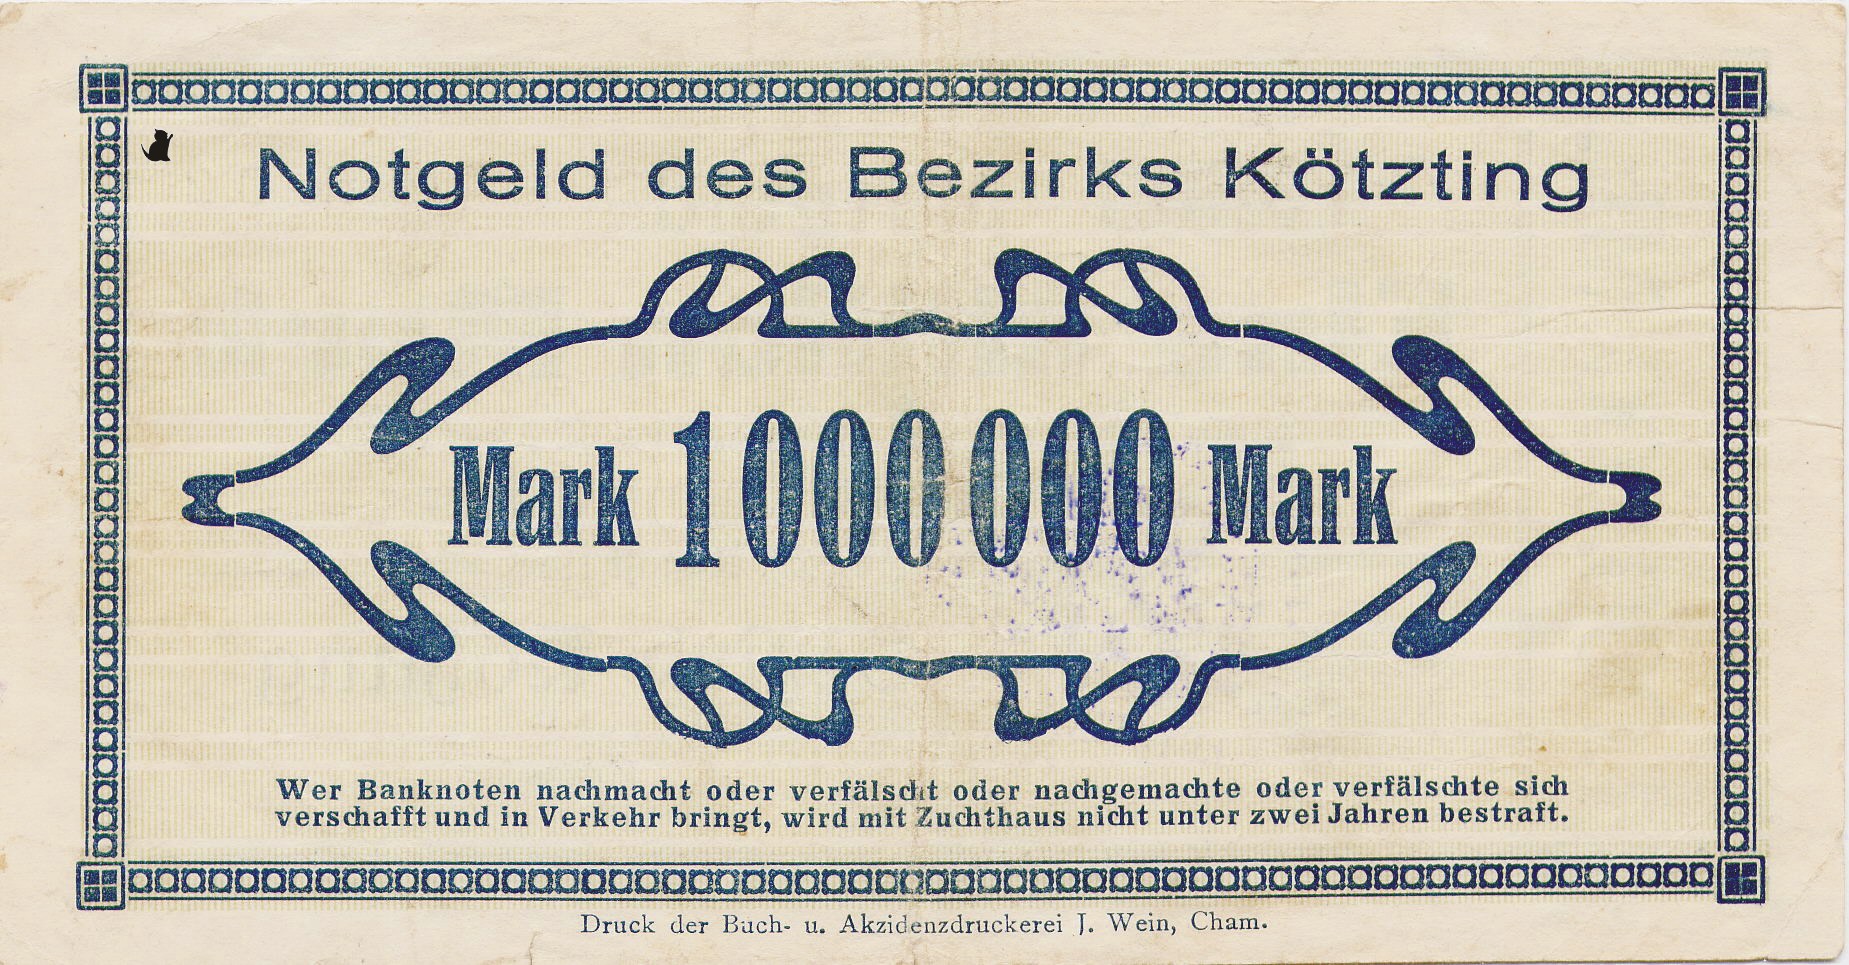 Notgeld des Bezirks Kötzting
Mark 1000000 Mark
Wer Banknoten nachmacht oder verfälscht oder nachgemachte oder verfälschte sich
verschafft und in Verkehr bringt, wird mit Zuchthaus nicht unter zwei Jahren bestraft.
Druck der Buch- u. Akzidenzdruckerei J. Wein, Cham.